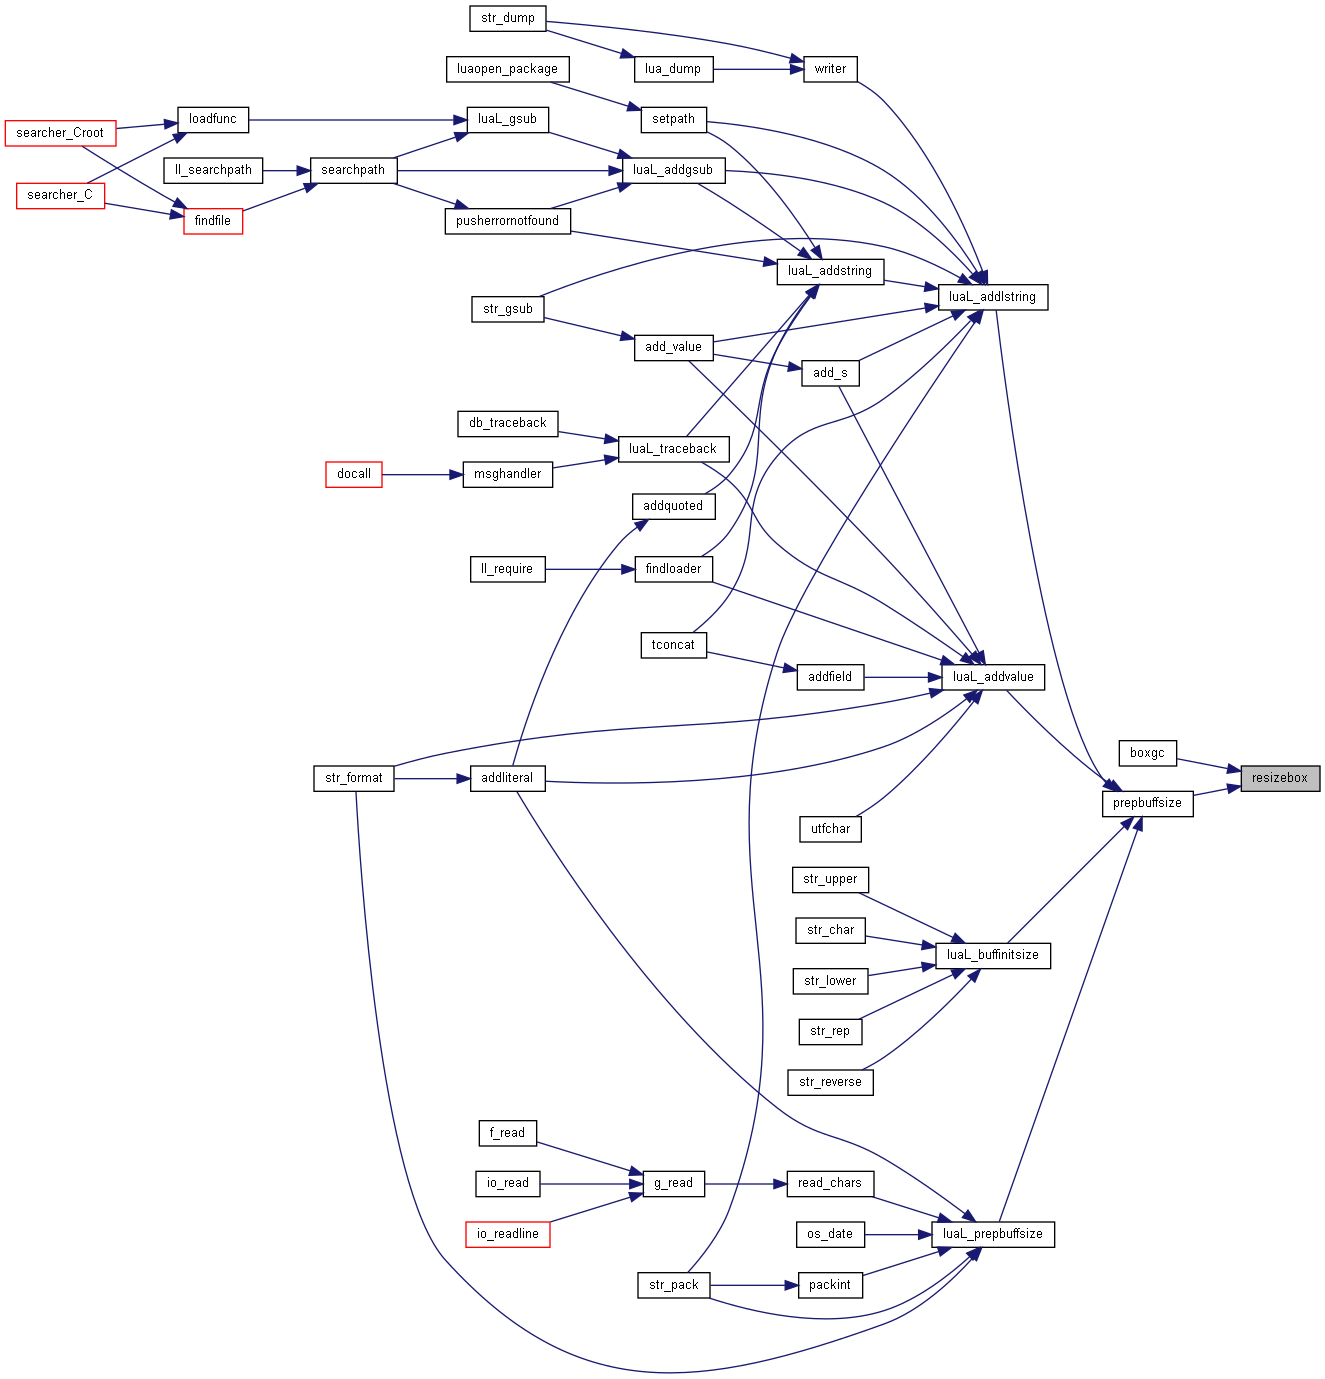 str_dump
luaopen_package
lua_dump
writer
searcher_Croot
loadfunc
luaL_gsub
setpath
ll_searchpath
searchpath
luaL_addgsub
searcher_C
findfile
pusherrornotfound
luaL_addstring
luaL_addlstring
str_gsub
add_value
add_s
db_traceback
luaL_traceback
docall
msghandler
addquoted
ll_require
findloader
tconcat
addfield
luaL_addvalue
boxgc
resizebox
str_format
addliteral
prepbuffsize
utfchar
str_upper
str_char
luaL_buffinitsize
str_lower
str_rep
str_reverse
f_read
io_read
g_read
read_chars
io_readline
os_date
luaL_prepbuffsize
str_pack
packint